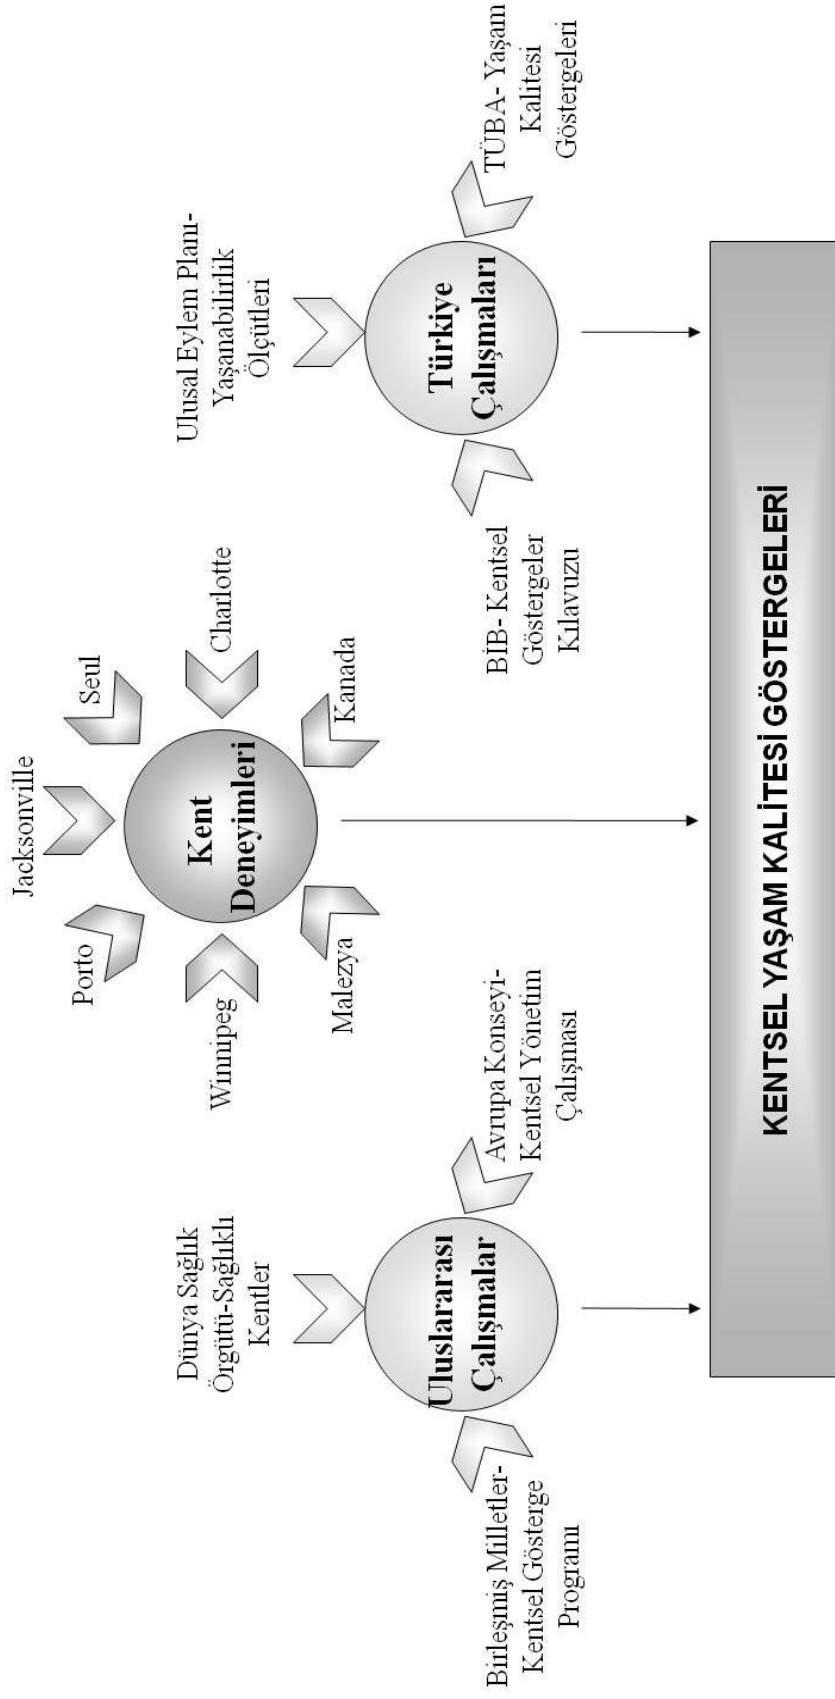 Jacksonville
Porto
Seul
Winnipeg
Kent
Deneyimleri
Charlotte
Malezya
Kanada
Dünya Sağlık
Örgütü-Sağlıklı
Kentler
Ulusal Eylem Planı-
Yaşanabilirlik
Ölçütleri
Birleşmiş Milletler-
Kentsel Gösterge
Programı
Uluslararası
Çalışmalar
Avrupa Konseyi-
Kentsel Yönetim
Çalışması
BİB- Kentsel
Göstergeler
Kılavuzu
Türkiye
Çalışmaları
TÜBA- Yaşam
Kalitesi
Göstergeleri
KENTSEL YAŞAM KALİTESİ GÖSTERGELERİ